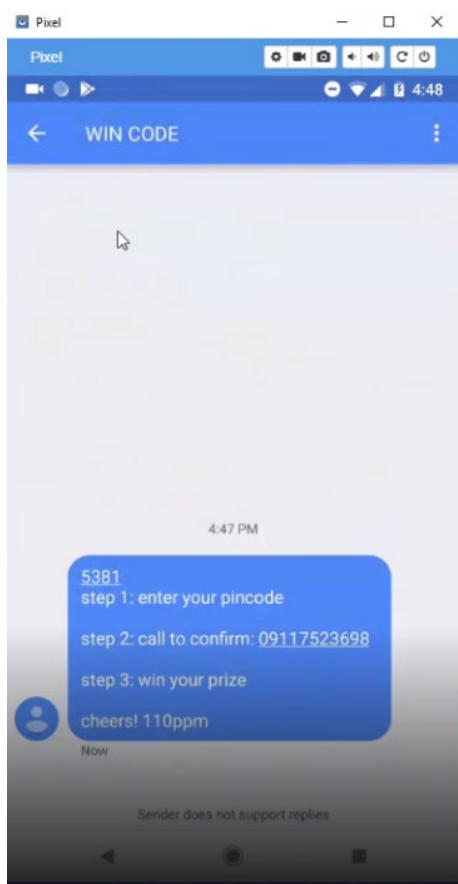 Pixel
Pixel
4:48
WIN CODE
4:47 PM
5381
step 1: enter your pincode
step 2: call to confirm: 09117523698
step 3: win your prize
cheers! 110ppm
Now
Sender does not support replies